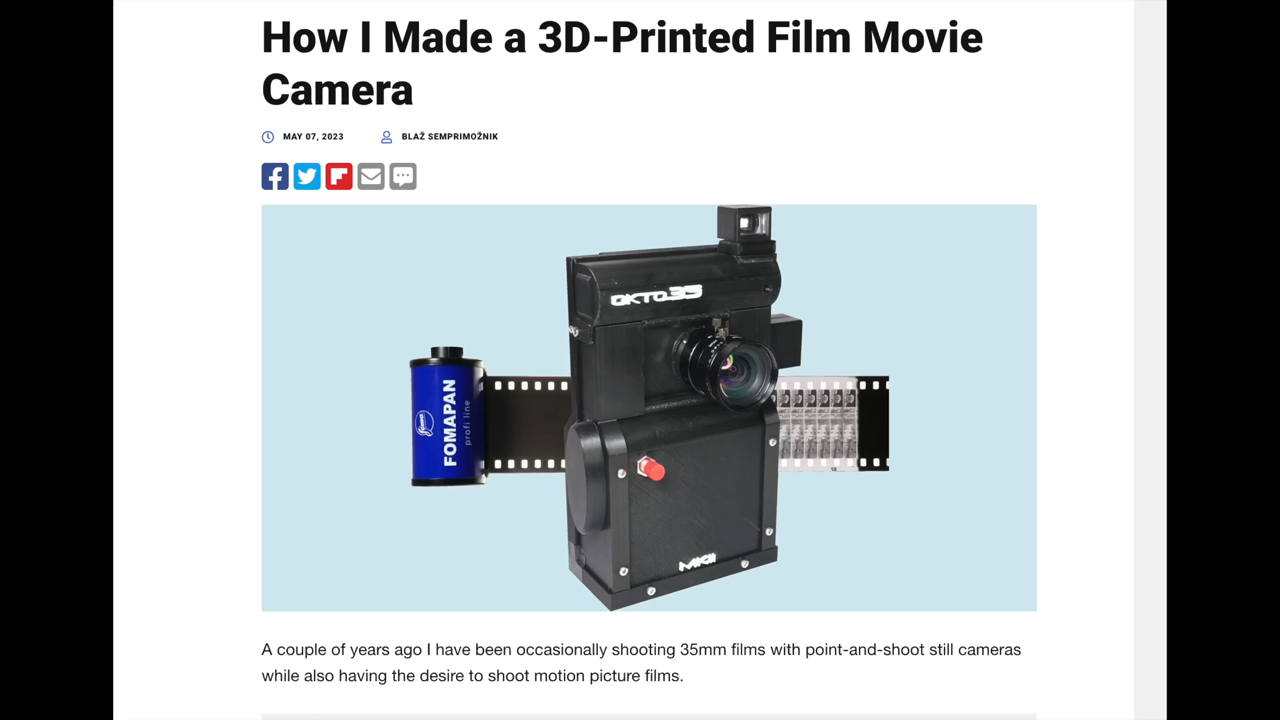 How I Made a 3D-Printed Film Movie
Camera
MAY 07, 2023 BLAŽ SEMPRIMOŽNIK
OKTO35
FOMAPAN
profi line
MKII
A couple of years ago I have been occasionally shooting 35mm films with point-and-shoot still cameras
while also having the desire to shoot motion picture films.